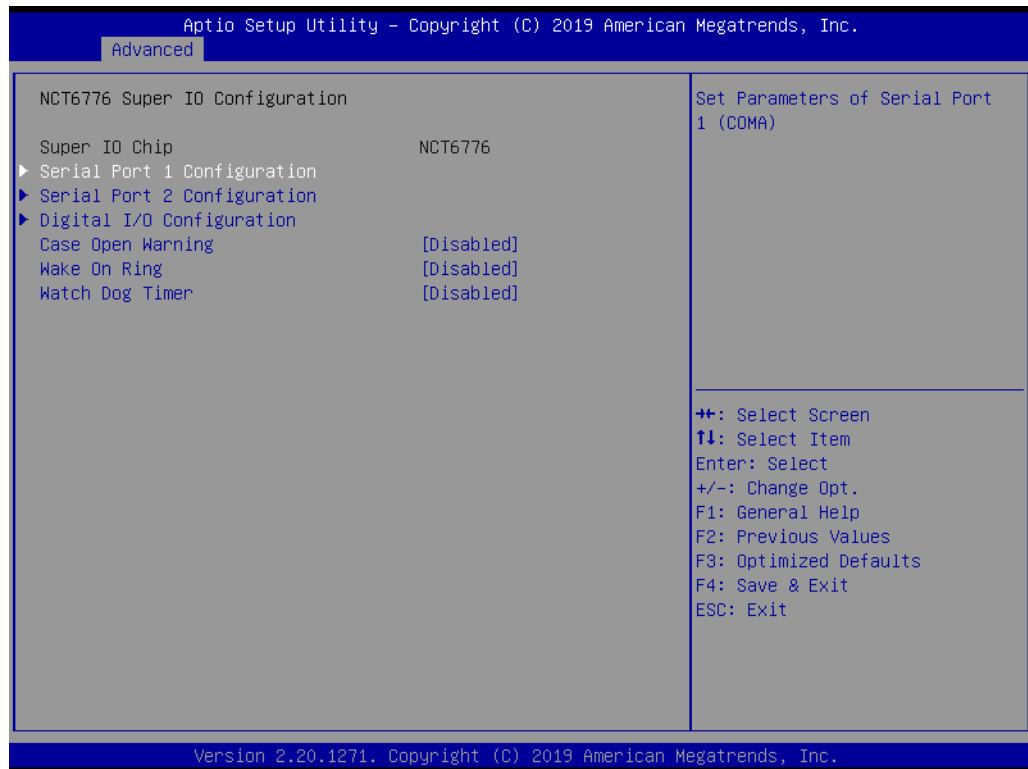 Aptio Setup Utility – Copyright (C) 2019 American Megatrends, Inc.
Advanced
NCT6776 Super IO Configuration
Super IO Chip NCT6776
Serial Port 1 Configuration
Serial Port 2 Configuration
Digital I/O Configuration
Case Open Warning [Disabled]
Wake On Ring [Disabled]
Watch Dog Timer [Disabled]
Set Parameters of Serial Port
1 (COMA)
→←: Select Screen
↑↓: Select Item
Enter: Select
+/-: Change Opt.
F1: General Help
F2: Previous Values
F3: Optimized Defaults
F4: Save & Exit
ESC: Exit
Version 2.20.1271. Copyright (C) 2019 American Megatrends, Inc.